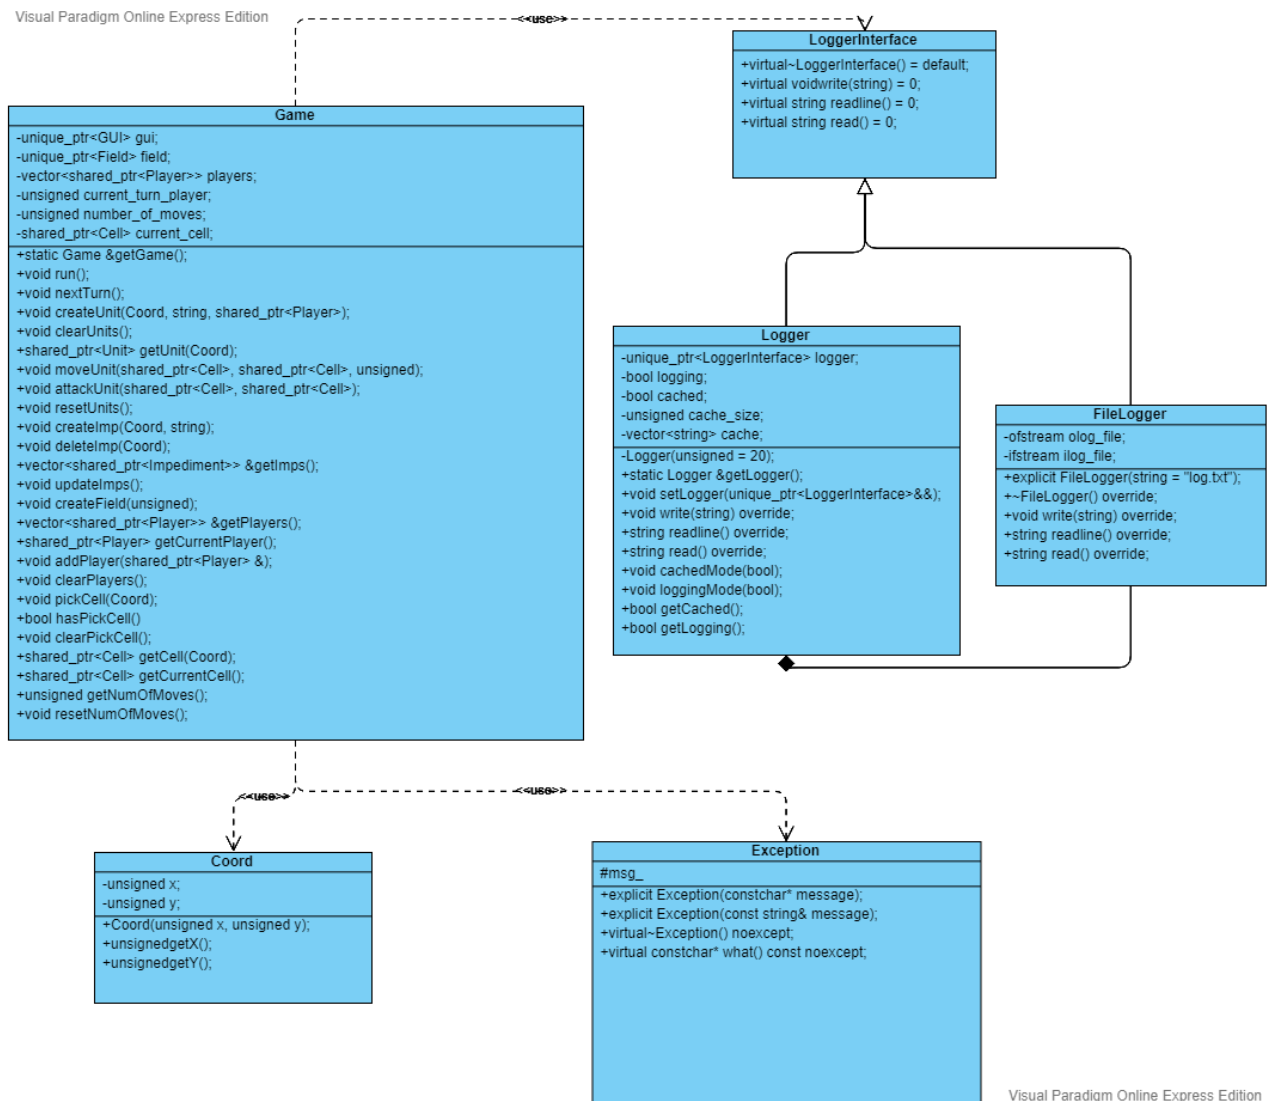 Visual Paradigm Online Express Edition
<<use>>
LoggerInterface
+virtual~LoggerInterface() = default;
+virtual voidwrite(string) = 0;
+virtual string readline() = 0;
+virtual string read() = 0;
Game
-unique_ptr<GUI> gui;
-unique_ptr<Field> field;
-vector<shared_ptr<Player>> players;
-unsigned current_turn_player;
-unsigned number_of_moves;
-shared_ptr<Cell> current_cell;
+static Game &getGame();
+void run();
+void nextTurn();
+void createUnit(Coord, string, shared_ptr<Player>);
+void clearUnits();
+shared_ptr<Unit> getUnit(Coord);
+void moveUnit(shared_ptr<Cell>, shared_ptr<Cell>, unsigned);
+void attackUnit(shared_ptr<Cell>, shared_ptr<Cell>);
+void resetUnits();
+void createImp(Coord, string);
+void deleteImp(Coord);
+vector<shared_ptr<Impediment>> &getImps();
+void updateImps();
+void createField(unsigned);
+vector<shared_ptr<Player>> &getPlayers();
+shared_ptr<Player> getCurrentPlayer();
+void addPlayer(shared_ptr<Player> &);
+void clearPlayers();
+void pickCell(Coord);
+bool hasPickCell()
+void clearPickCell();
+shared_ptr<Cell> getCell(Coord);
+shared_ptr<Cell> getCurrentCell();
+unsigned getNumOfMoves();
+void resetNumOfMoves();
Logger
-unique_ptr<LoggerInterface> logger;
-bool logging;
-bool cached;
-unsigned cache_size;
-vector<string> cache;
-Logger(unsigned = 20);
+static Logger &getLogger();
+void setLogger(unique_ptr<LoggerInterface>&&);
+void write(string) override;
+string readline() override;
+string read() override;
+void cachedMode(bool);
+void loggingMode(bool);
+bool getCached();
+bool getLogging();
FileLogger
-ofstream olog_file;
-ifstream ilog_file;
+explicit FileLogger(string = "log.txt");
+~FileLogger() override;
+void write(string) override;
+string readline() override;
+string read() override;
<<use>>
<<use>>
Coord
-unsigned x;
-unsigned y;
+Coord(unsigned x, unsigned y);
+unsignedgetX();
+unsignedgetY();
Exception
#msg_
+explicit Exception(constchar* message);
+explicit Exception(const string& message);
+virtual~Exception() noexcept;
+virtual constchar* what() const noexcept;
Visual Paradigm Online Express Edition